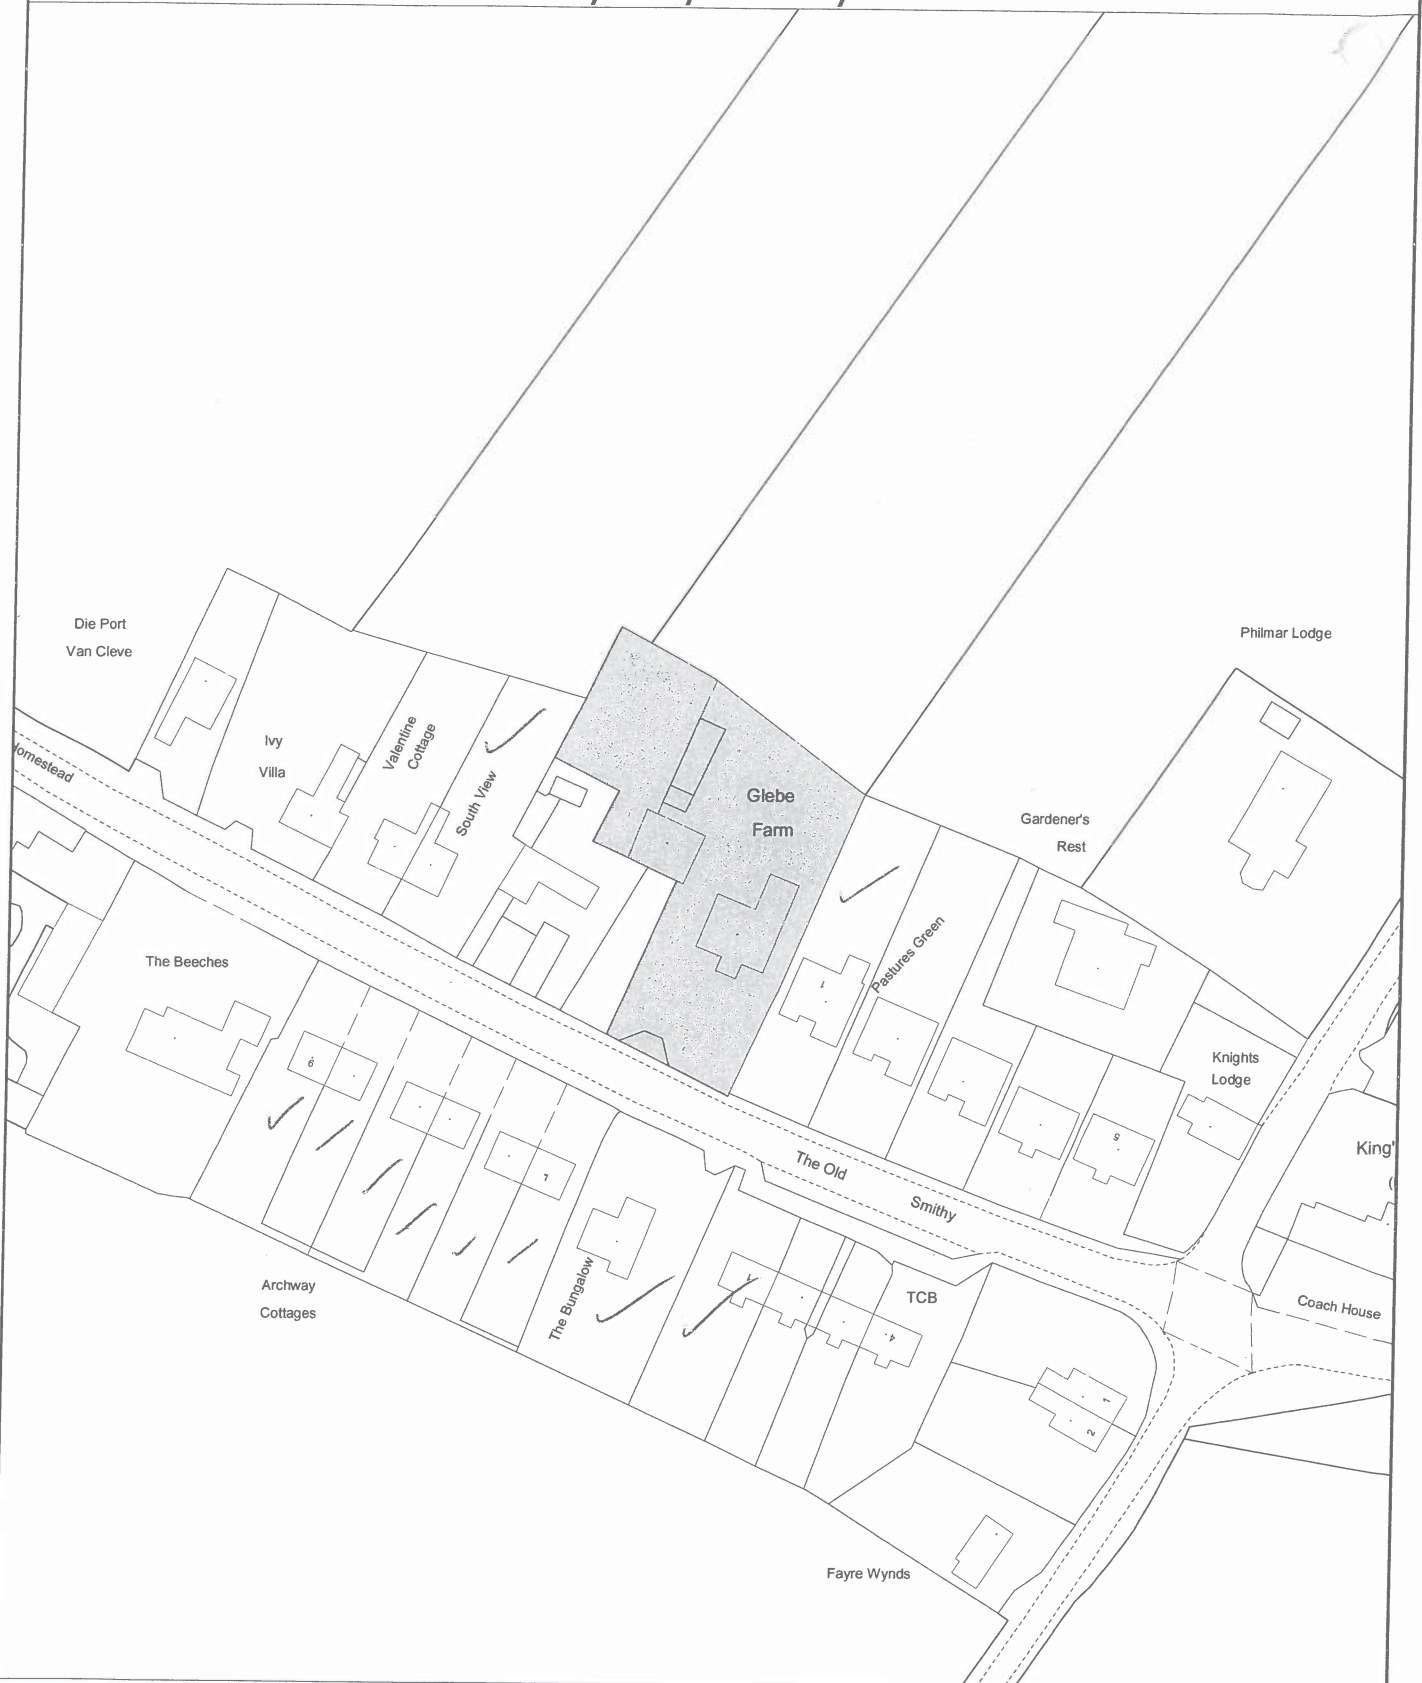 Die Port
Van Cleve
Philmar Lodge
Homestead
Ivy
Villa
Valentine
Cottage
South View
Glebe
Farm
Gardener's
Rest
Pastures Green
The Beeches
1
5
Knights
Lodge
King'
6
1
The Old
Smithy
Archway
Cottages
The Bungalow
1
4
TCB
Coach House
1
2
Fayre Wynds